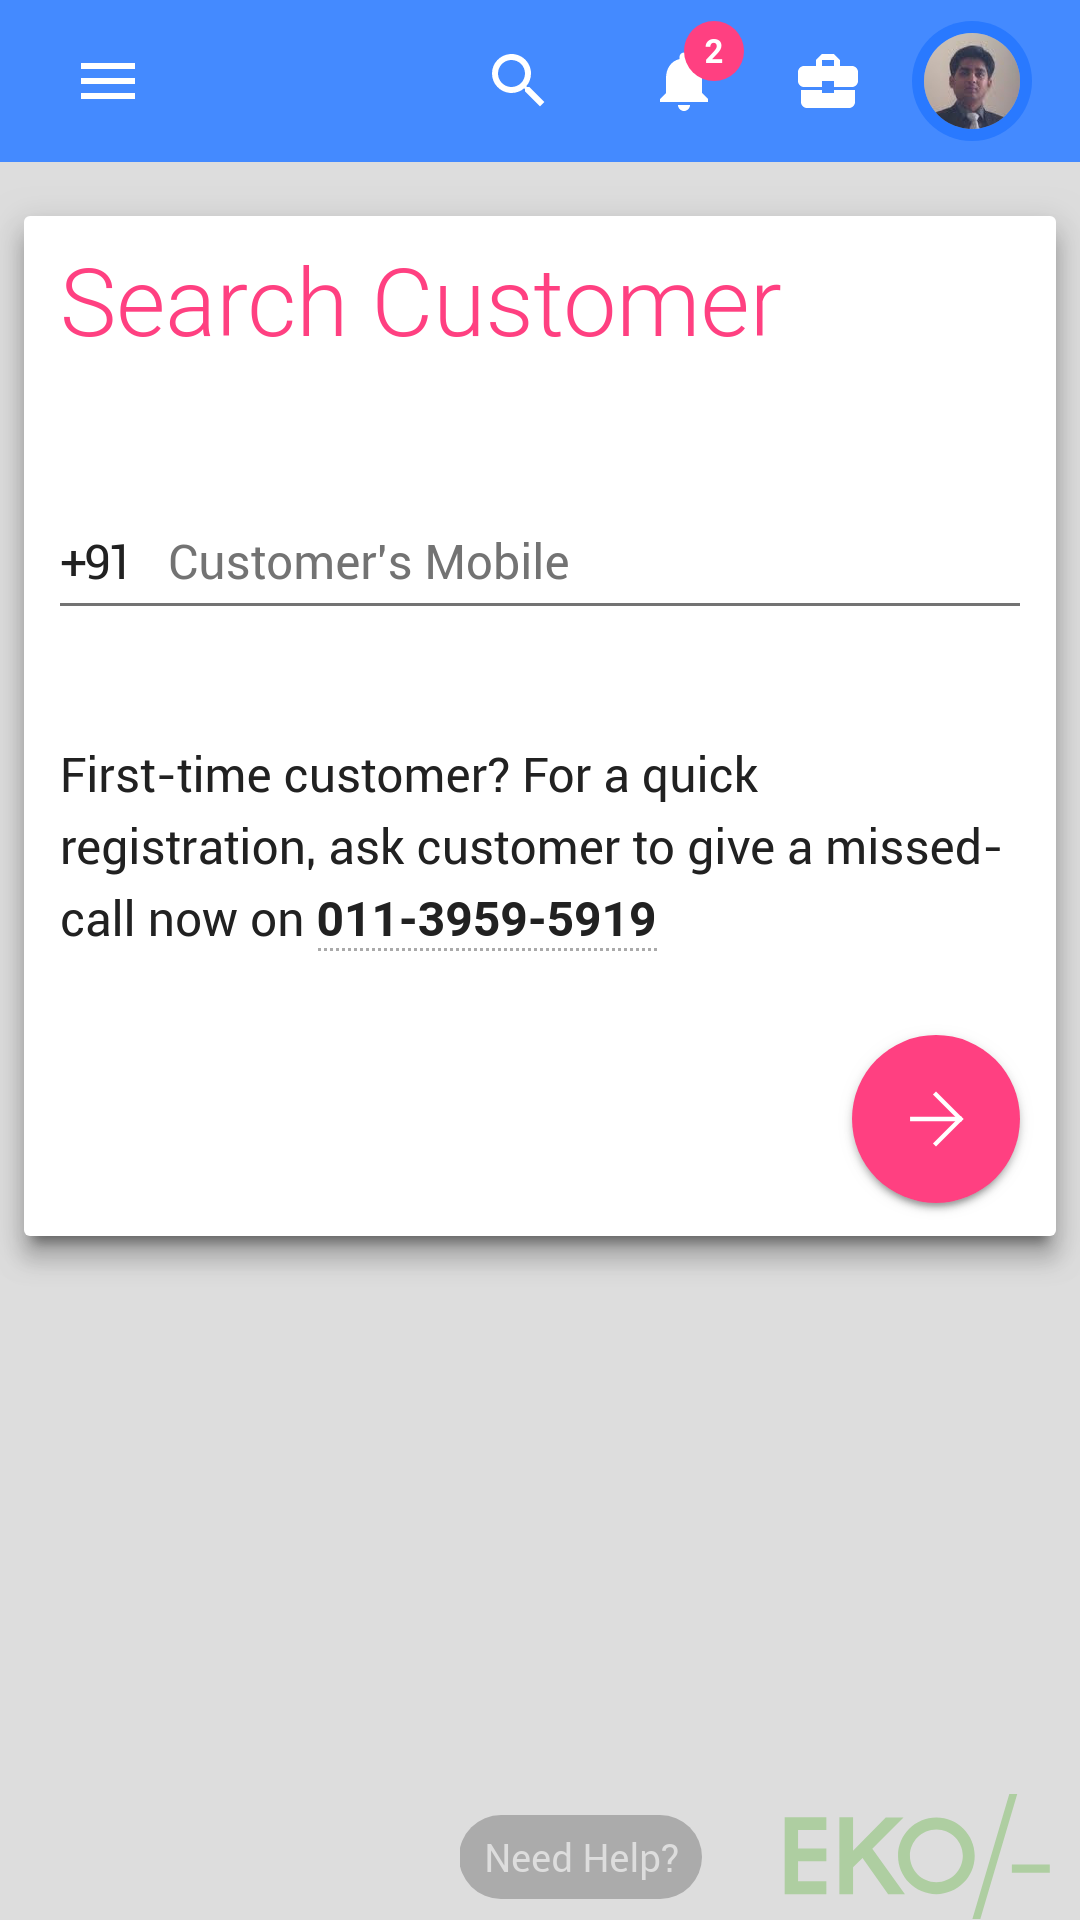 2
Search Customer
+91 Customer's Mobile
First-time customer? For a quick
registration, ask customer to give a missed-
call now on 011-3959-5919
Need Help?
EKO/-